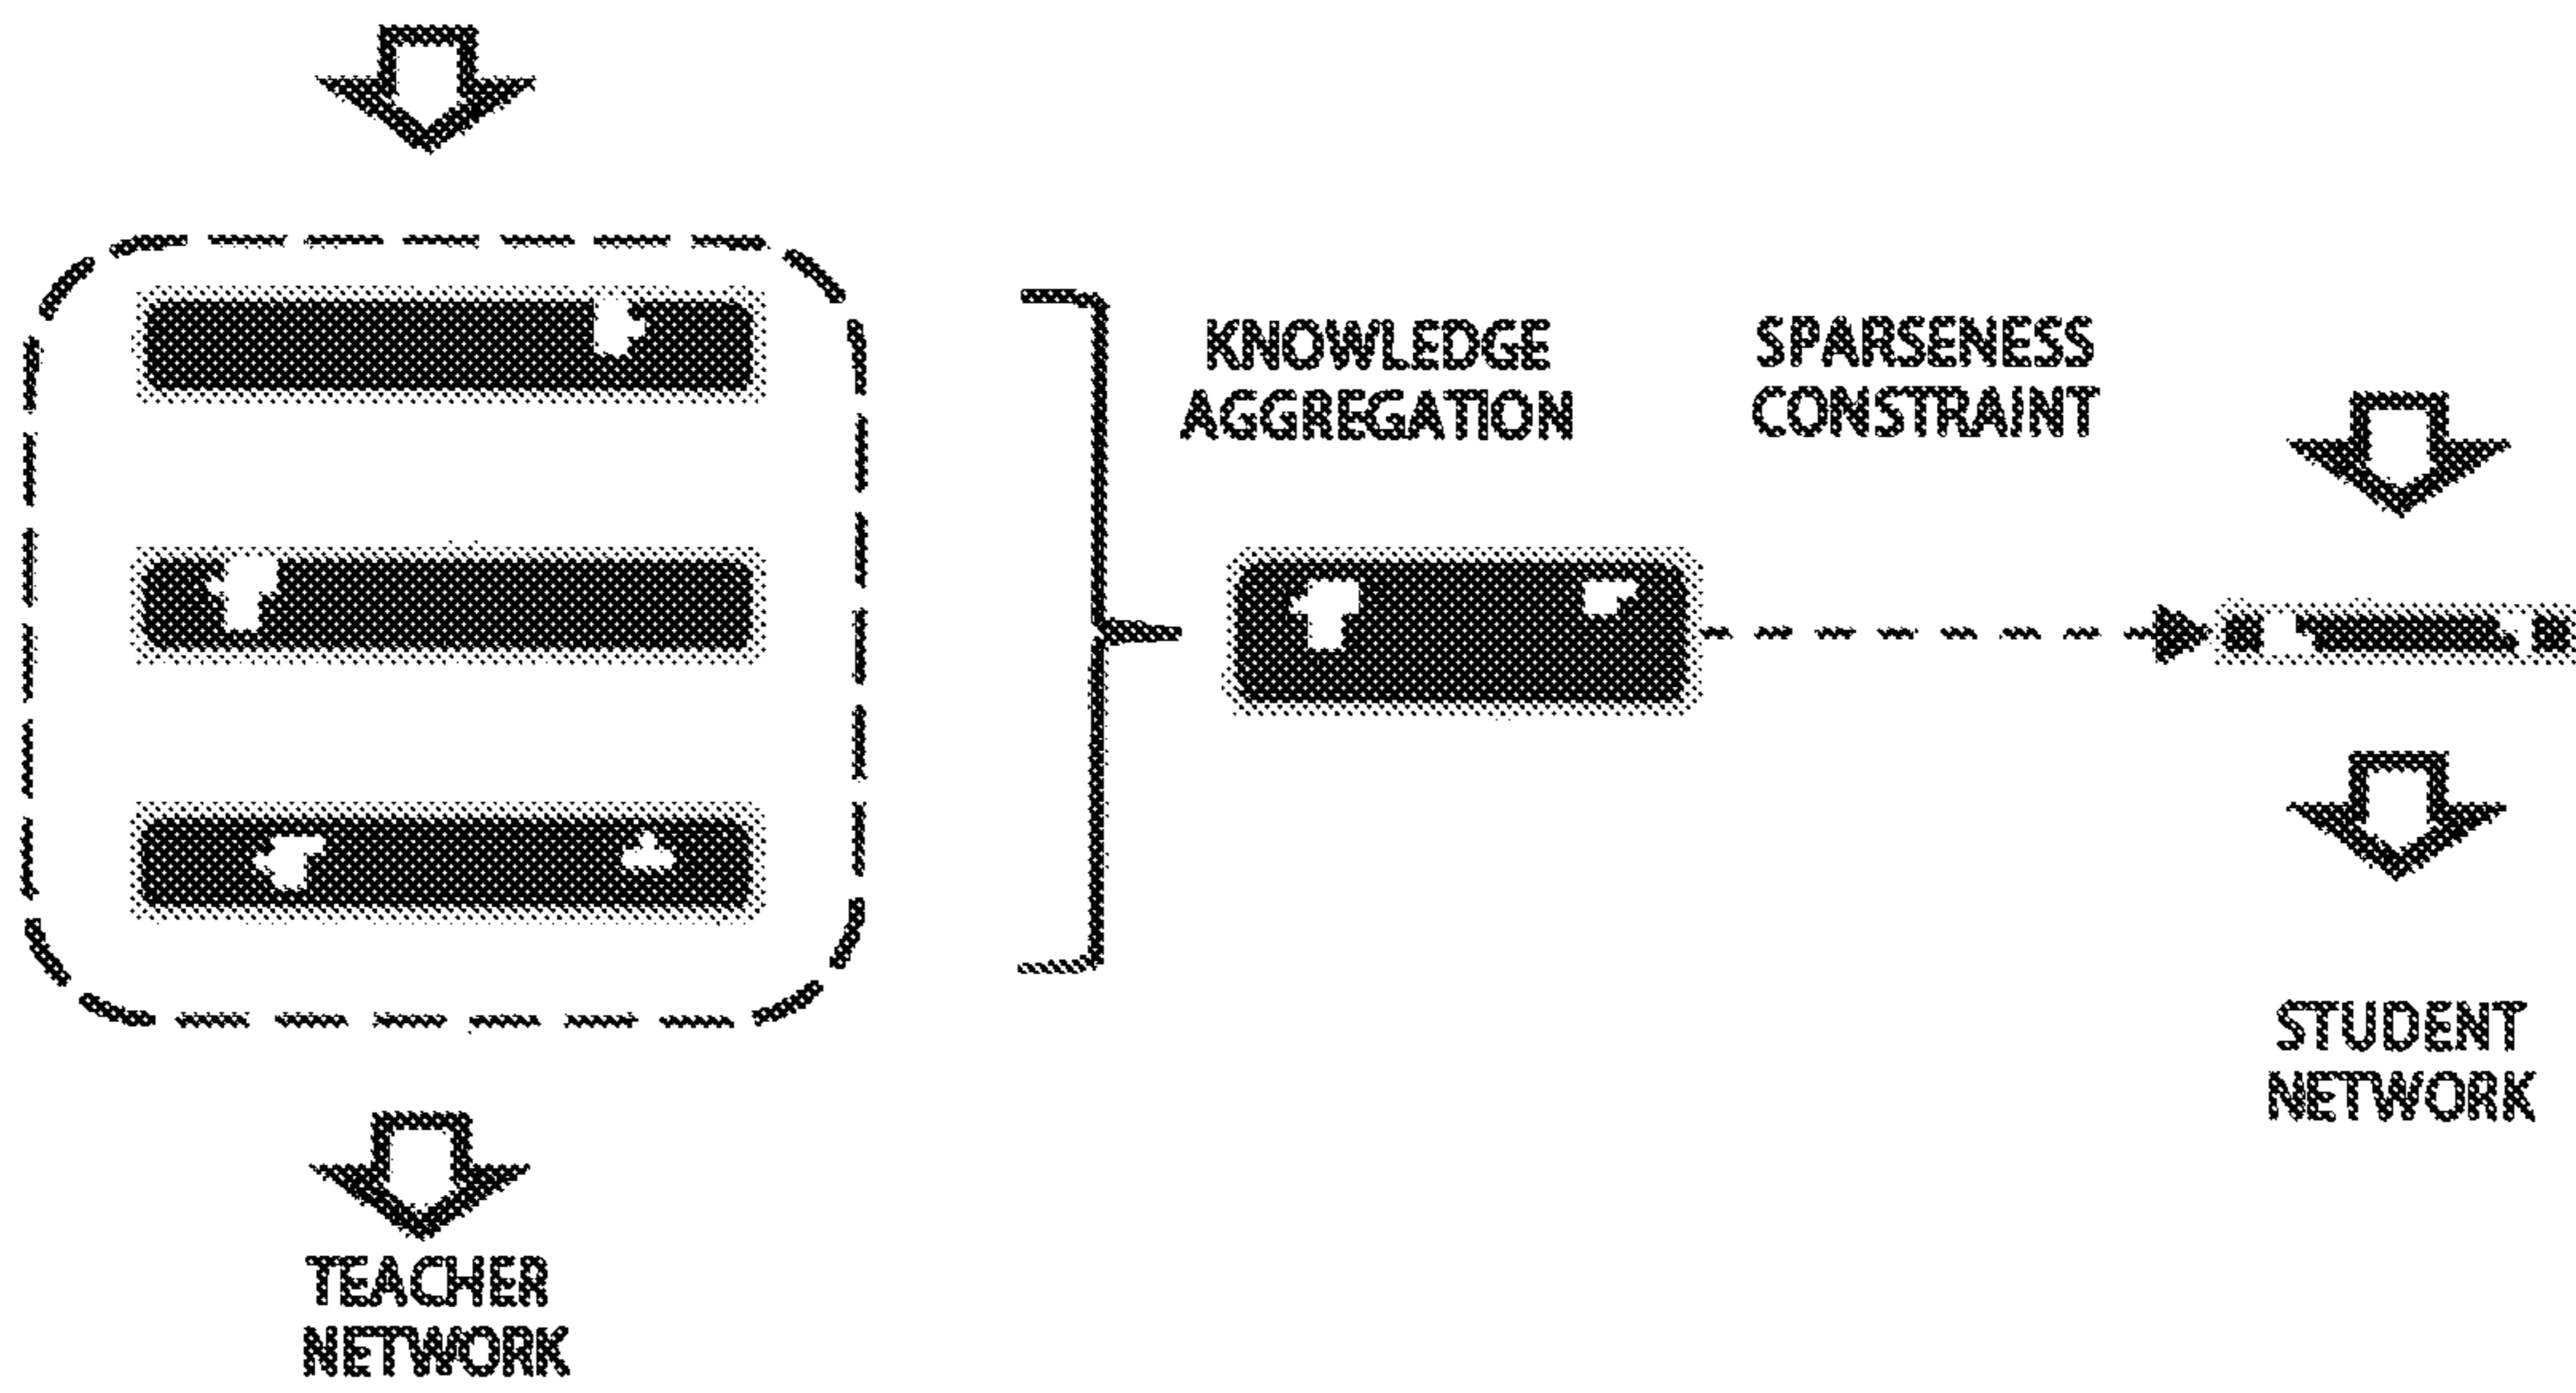 KNOWLEDGE
AGGREGATION
SPARSENESS
CONSTRAINT
STUDENT
NETWORK
TEACHER
NETWORK